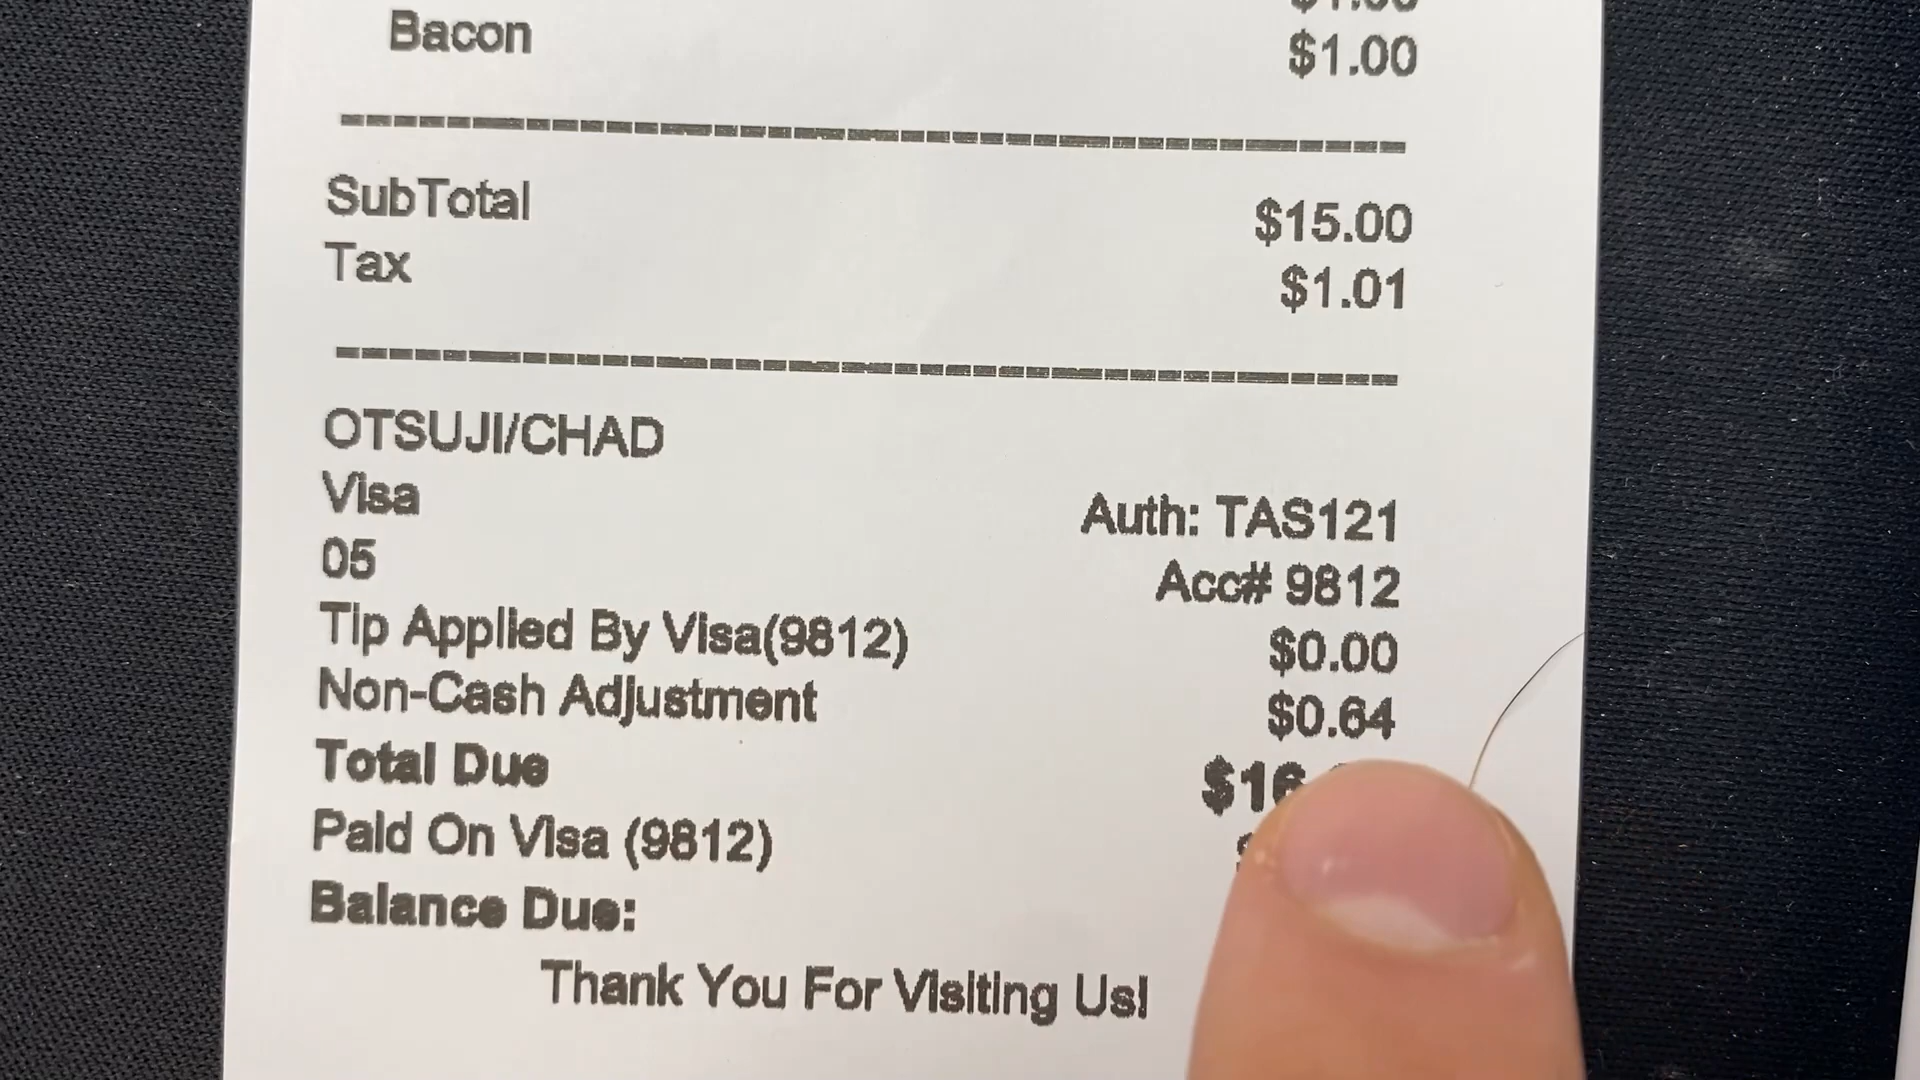 Bacon $1.00
SubTotal $15.00
Tax $1.01
OTSUJI/CHAD
Visa Auth: TAS121
05 Acc# 9812
Tip Applied By Visa(9812) $0.00
Non-Cash Adjustment $0.64
Total Due
Paid On Visa (9812)
Balance Due:
Thank You For Visiting Us!